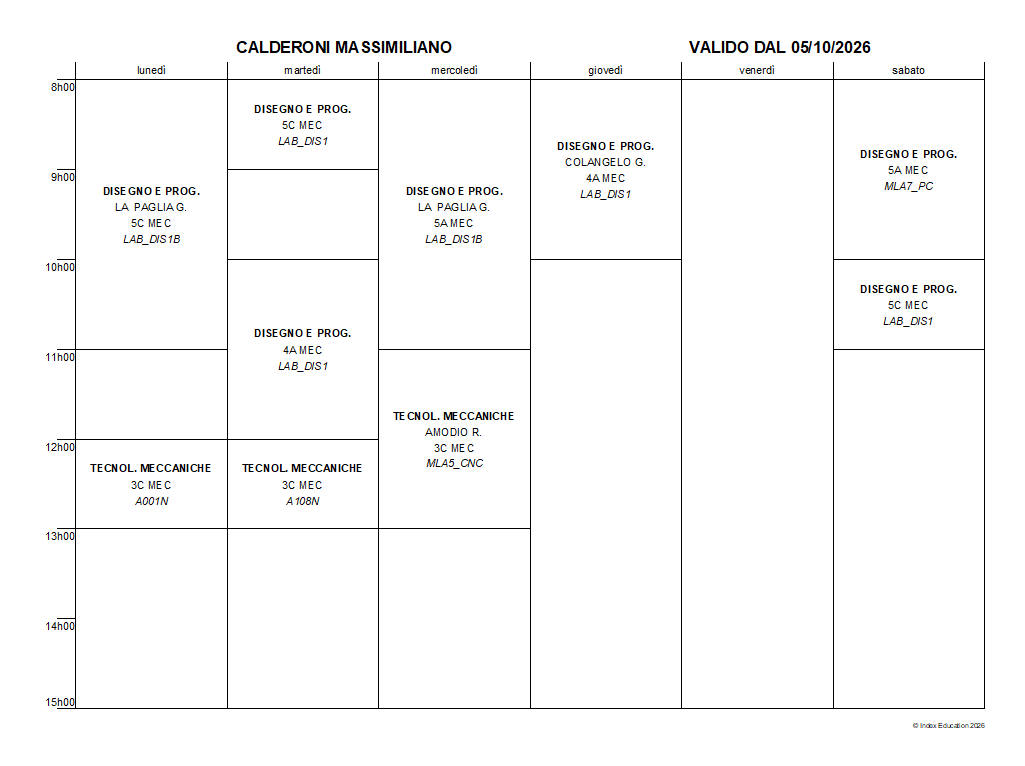 CALDERONI MASSIMILIANO
VALIDO DAL 05/10/2026
lunedì
martedì
mercoledì
giovedì
venerdì
sabato
8h00
9h00
10h00
11h00
12h00
13h00
14h00
15h00
DISEGNO E PROG.
LA PAGLIA G.
5C MEC
LAB_DIS1B
TECNOL. MECCANICHE
3C MEC
A001N
DISEGNO E PROG.
5C MEC
LAB_DIS1
DISEGNO E PROG.
4A MEC
LAB_DIS1
TECNOL. MECCANICHE
3C MEC
A108N
DISEGNO E PROG.
LA PAGLIA G.
5A MEC
LAB_DIS1B
TECNOL. MECCANICHE
AMODIO R.
3C MEC
MLA5_CNC
DISEGNO E PROG.
COLANGELO G.
4A MEC
LAB_DIS1
DISEGNO E PROG.
5A MEC
MLA7_PC
DISEGNO E PROG.
5C MEC
LAB_DIS1
© Index Education 2026